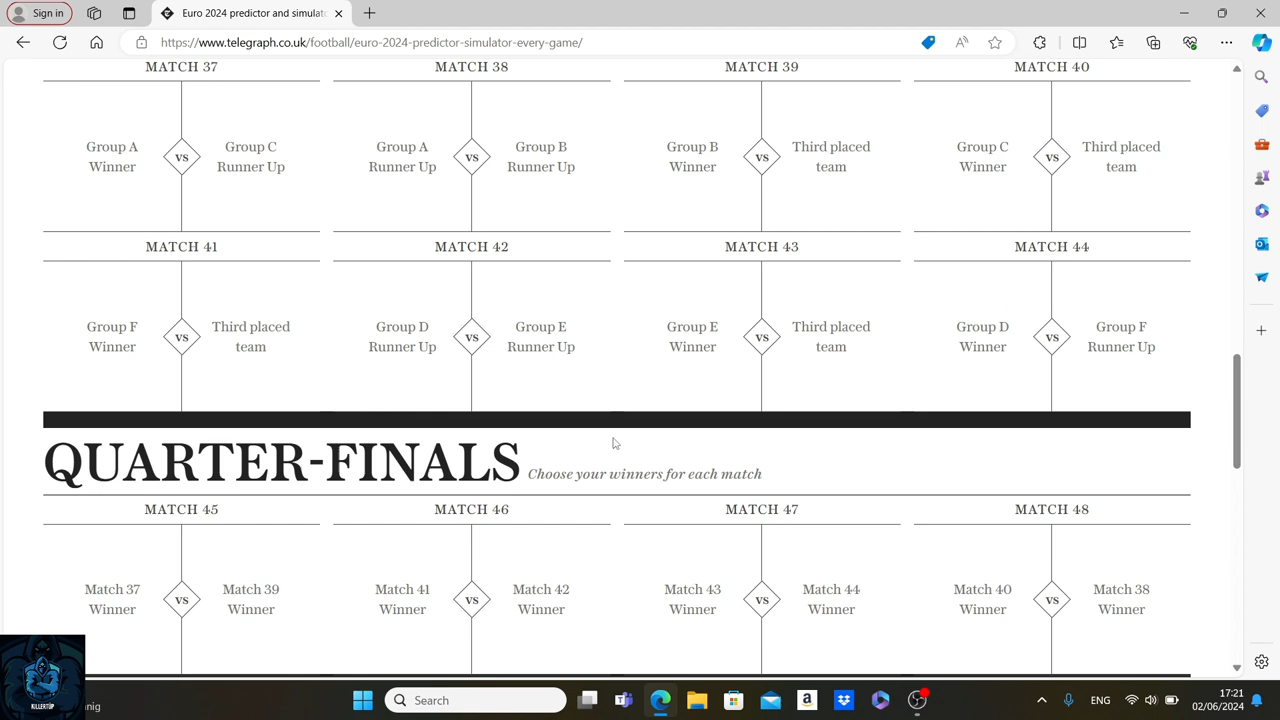 Sign in
Euro 2024 predictor and simulato
https://www.telegraph.co.uk/football/euro-2024-predictor-simulator-every-game/
MATCH 37 MATCH 38 MATCH 39 MATCH 40
Group A Winner vs Group C Runner Up
Group A Runner Up vs Group B Runner Up
Group B Winner vs Third placed team
Group C Winner vs Third placed team
MATCH 41 MATCH 42 MATCH 43 MATCH 44
Group F Winner vs Third placed team
Group D Runner Up vs Group E Runner Up
Group E Winner vs Third placed team
Group D Winner vs Group F Runner Up
QUARTER-FINALS Choose your winners for each match
MATCH 45 MATCH 46 MATCH 47 MATCH 48
Match 37 Winner vs Match 39 Winner
Match 41 Winner vs Match 42 Winner
Match 43 Winner vs Match 44 Winner
Match 40 Winner vs Match 38 Winner
KILLERTUP
nig
Search
ENG
17:21
02/06/2024